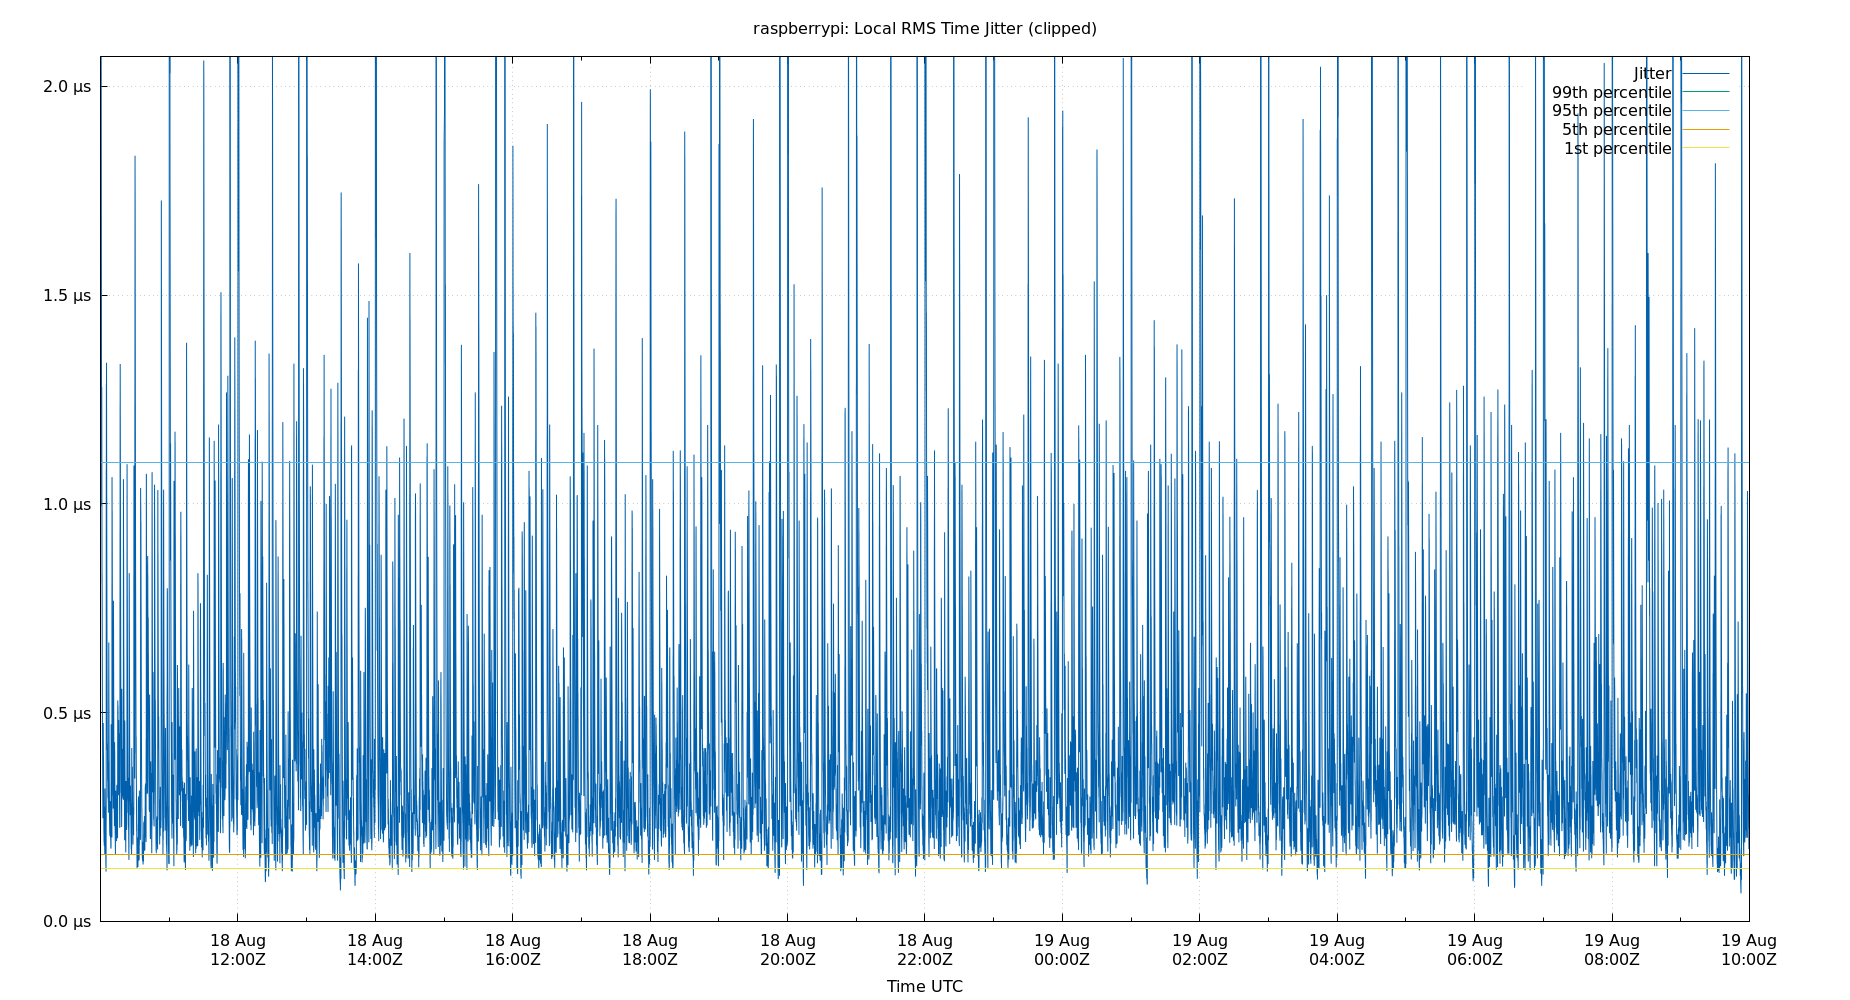 raspberrypi: Local RMS Time Jitter (clipped)
2.0 µs
1.5 µs
1.0 µs
0.5 µs
0.0 µs
Jitter
99th percentile
95th percentile
5th percentile
1st percentile
18 Aug 12:00Z
18 Aug 14:00Z
18 Aug 16:00Z
18 Aug 18:00Z
18 Aug 20:00Z
18 Aug 22:00Z
19 Aug 00:00Z
19 Aug 02:00Z
19 Aug 04:00Z
19 Aug 06:00Z
19 Aug 08:00Z
19 Aug 10:00Z
Time UTC